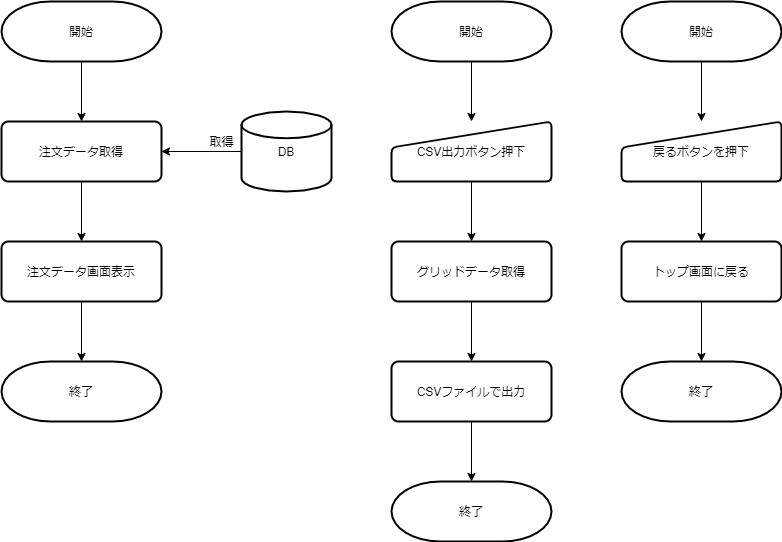 開始
注文データ取得
取得
DB
注文データ画面表示
終了
開始
CSV出力ボタン押下
グリッドデータ取得
CSVファイルで出力
終了
開始
戻るボタンを押下
トップ画面に戻る
終了